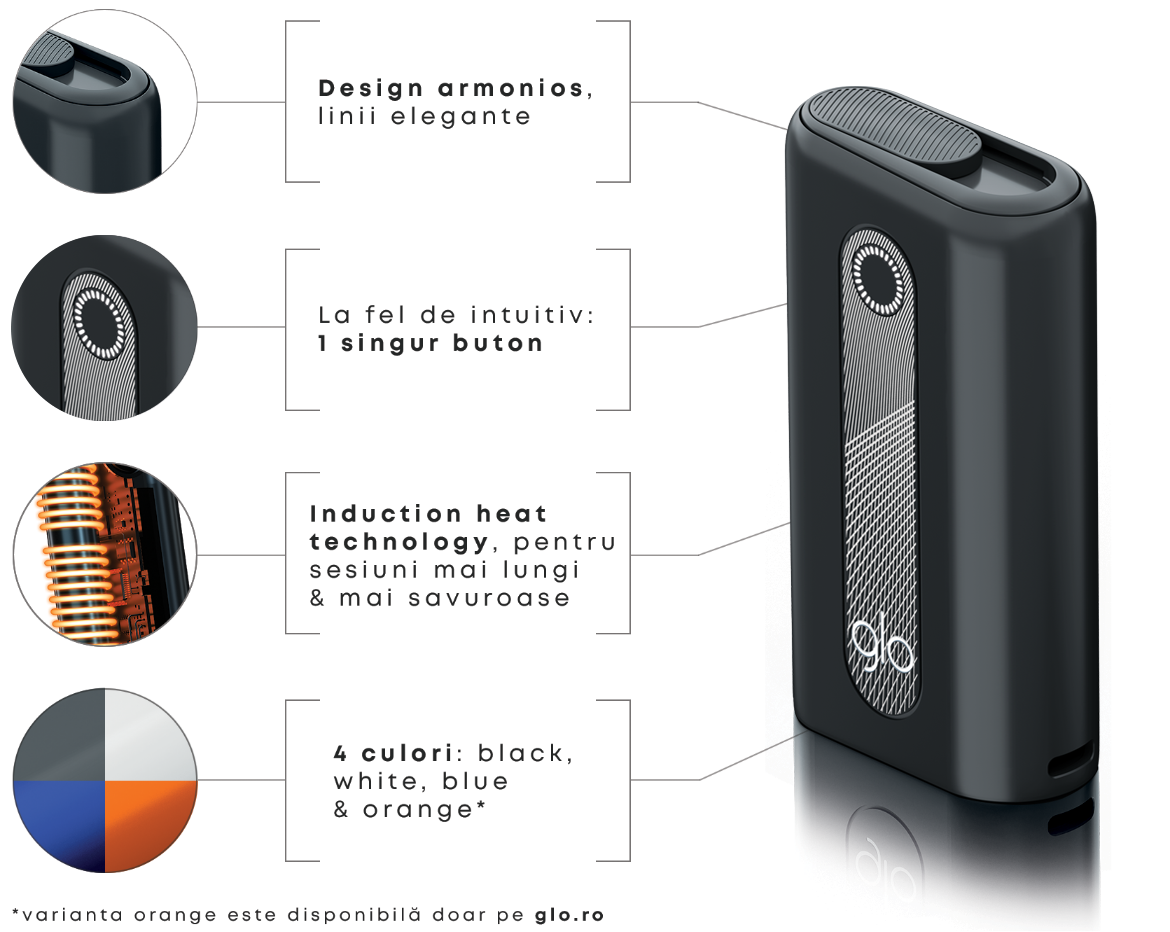 Design armonios,
linii elegante
La fel de intuitiv:
1 singur buton
Induction heat
technology, pentru
sesiuni mai lungi
& mai savuroase
glo
4 culori: black,
white, blue
& orange*
*varianta orange este disponibilă doar pe glo.ro